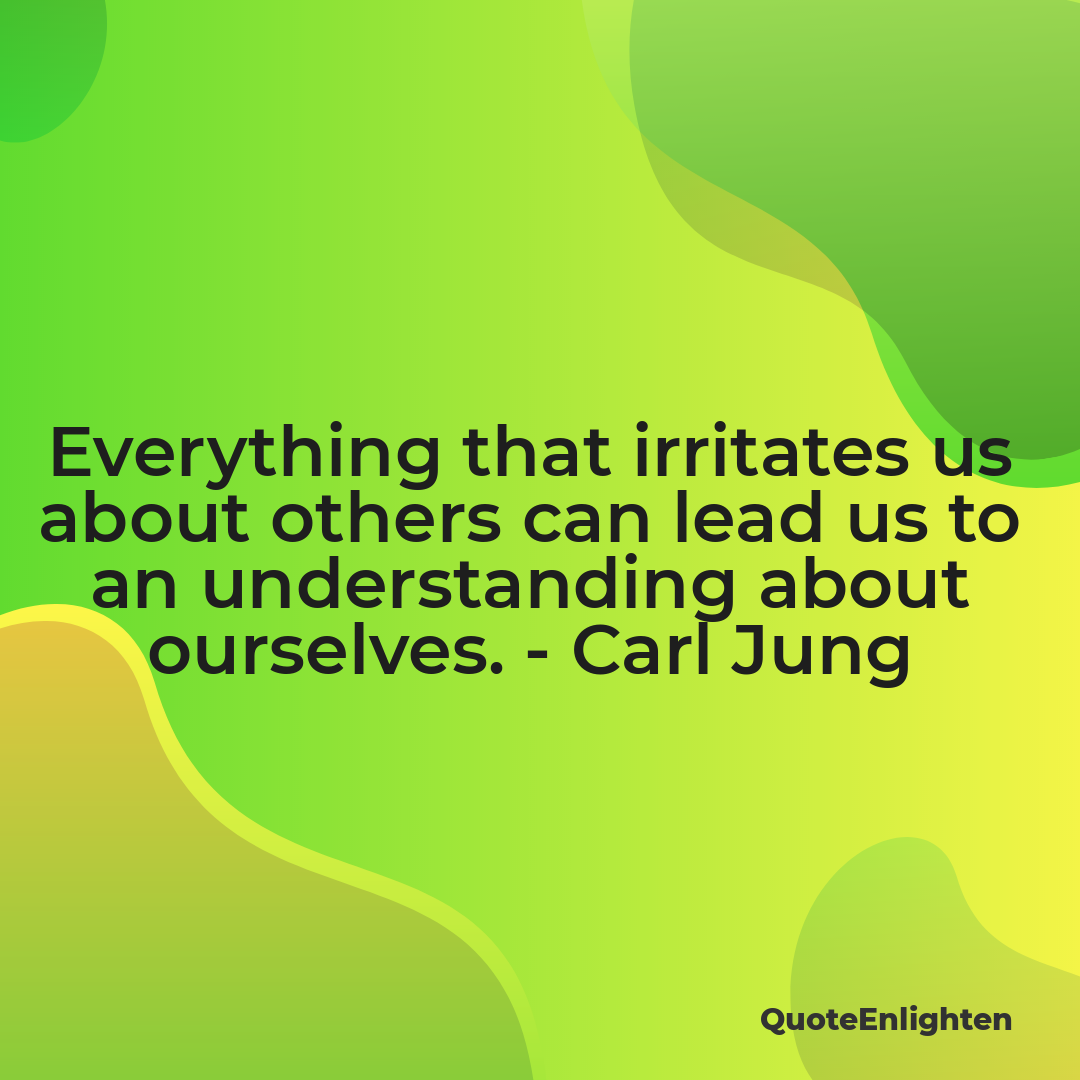 Everything that irritates us
about others can lead us to
an understanding about
ourselves. - Carl Jung
QuoteEnlighten